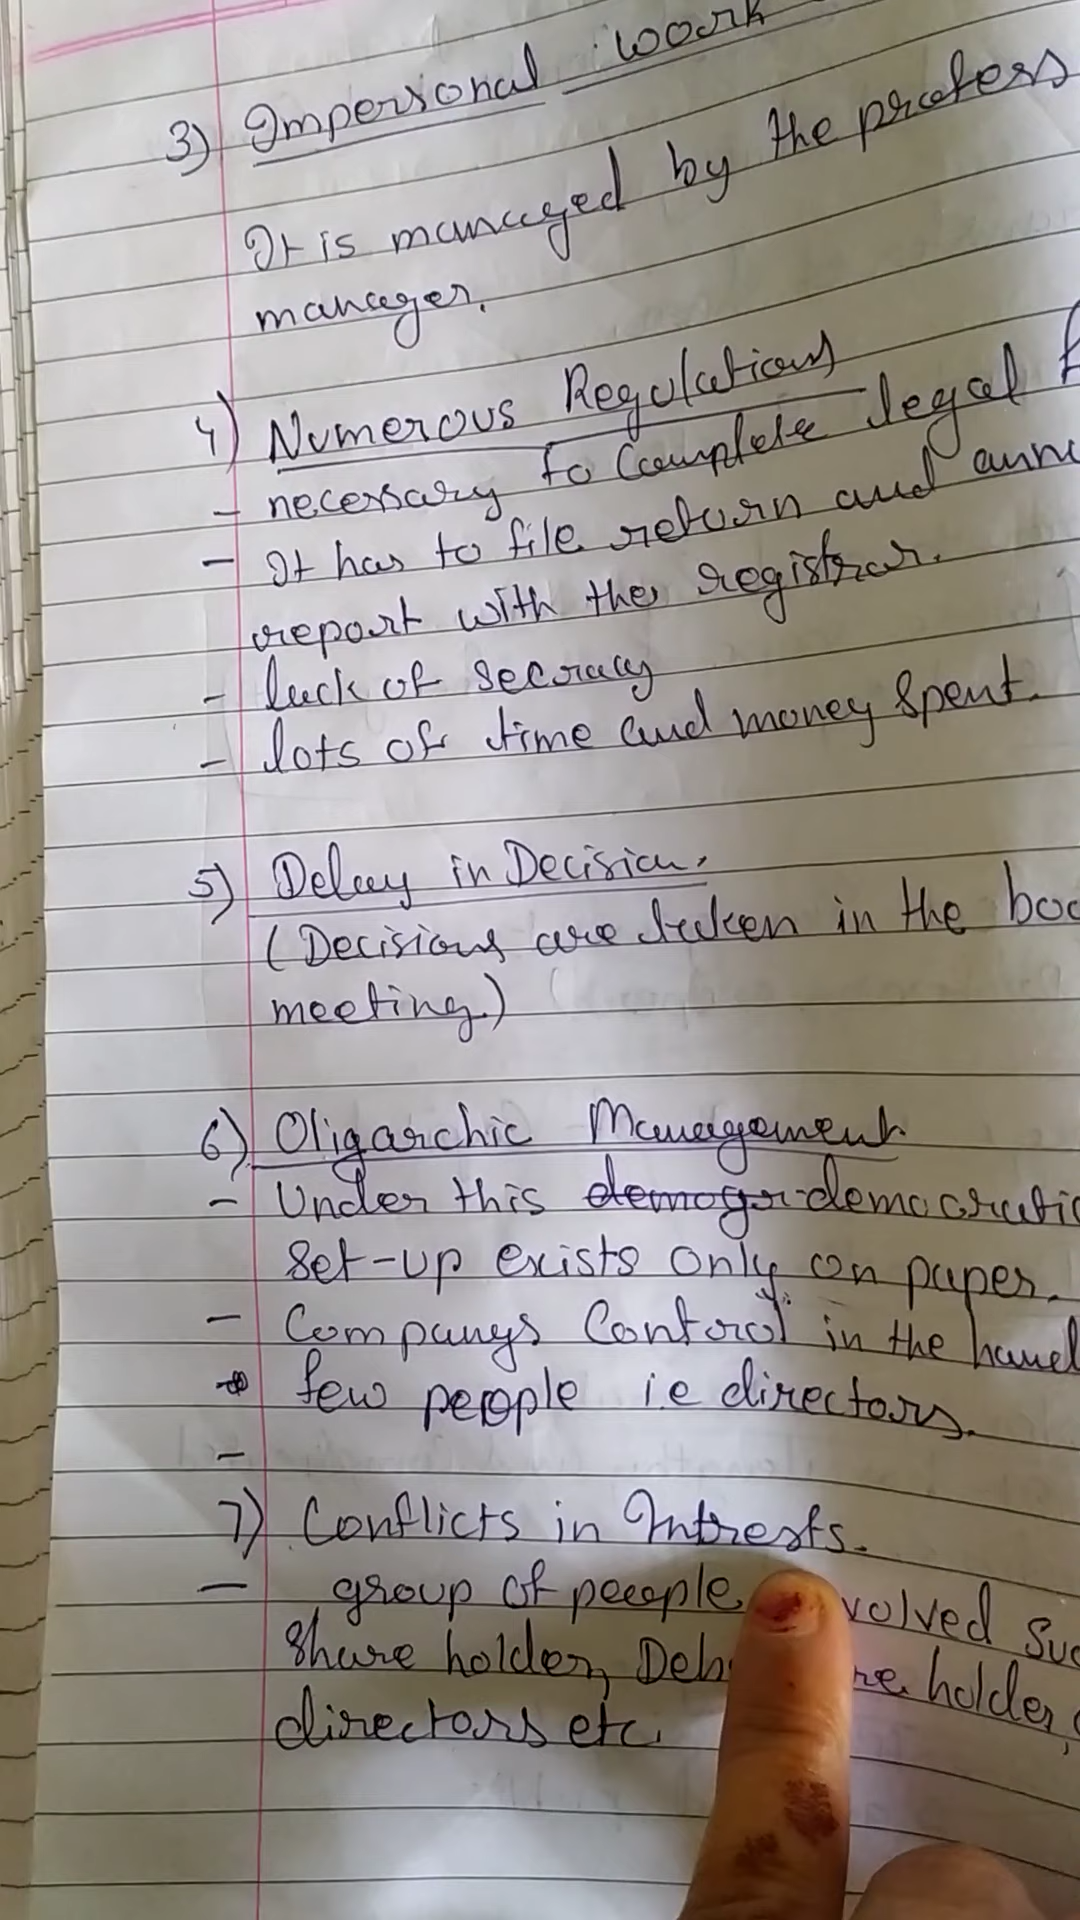 3) Impersonal work
It is managed by the
manager.
4) Numerous Regulations
- necessary to Complete legal
- It has to file return and
report with the registrar.
- lack of secracy
- lots of time and money spent.
5) Delay in Decision.
(Decisions are taken in the
meeting.)
6) Oligarchic Management
- Under this democratic
set-up exists only on paper.
- Companys Control in the hand
few people i.e directors.
-
7) Conflicts in Intrests.
- group of peeople
Share holder, holder,
directors etc.